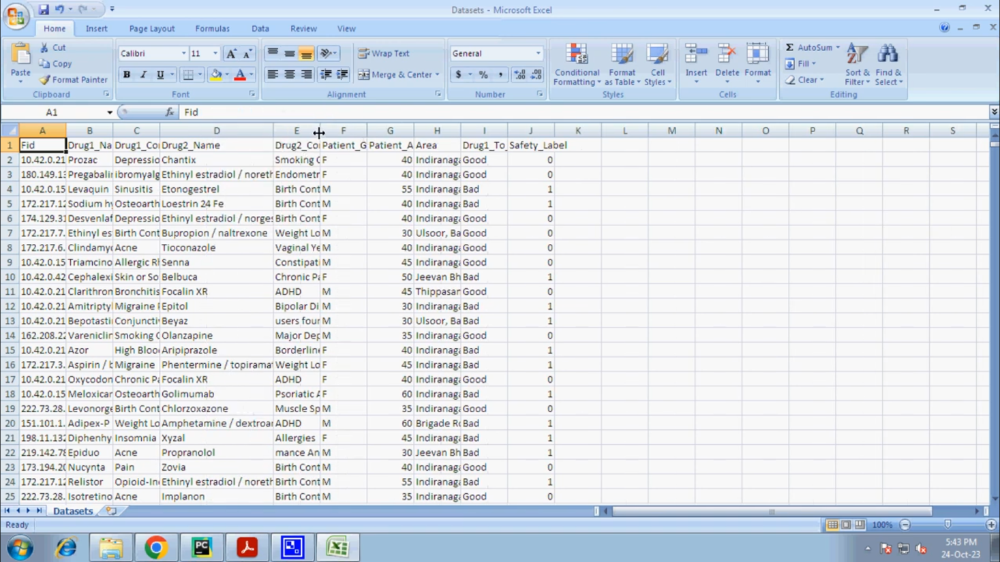 Datasets - Microsoft Excel
Home Insert Page Layout Formulas Data Review View
Paste
Cut
Copy
Format Painter
Clipboard
Calibri 11
B I U
Font
Wrap Text
Merge & Center
Alignment
General
$ % ,
Number
Conditional Formatting
Format as Table
Cell Styles
Styles
Insert
Delete
Format
Cells
Σ AutoSum
Fill
Clear
Sort & Filter
Find & Select
Editing
A1 fx Fid
A B C D E F G H I J K L M N O P Q R S
1 Fid Drug1_Na Drug1_Co Drug2_Name Drug2_Co Patient_G Patient_A Area Drug1_To_ Safety_Label
2 10.42.0.21 Prozac Depressio Chantix Smoking C F 40 Indiranaga Good 0
3 180.149.13 Pregabalin ibromyalg Ethinyl estradiol / noreth Endometr F 40 Indiranaga Good 0
4 10.42.0.15 Levaquin Sinusitis Etonogestrel Birth Cont M 55 Indiranaga Bad 1
5 172.217.12 Sodium hy Osteoarth Loestrin 24 Fe Birth Cont M 40 Indiranaga Bad 1
6 174.129.31 Desvenlaf Depressio Ethinyl estradiol / norges Birth Cont F 40 Indiranaga Good 0
7 172.217.7. Ethinyl es Birth Cont Bupropion / naltrexone Weight Lo M 30 Ulsoor, Ba Good 0
8 172.217.6. Clindamyc Acne Tioconazole Vaginal Ye M 40 Indiranaga Good 0
9 10.42.0.15 Triamcino Allergic Rh Senna Constipati M 45 Indiranaga Good 0
10 10.42.0.42 Cephalexi Skin or So Belbuca Chronic Pa F 50 Jeevan Bh Bad 1
11 10.42.0.21 Clarithron Bronchitis Focalin XR ADHD M 45 Thippasan Good 0
12 10.42.0.21 Amitriptyl Migraine P Epitol Bipolar Di M 30 Indiranaga Bad 1
13 10.42.0.21 Bepotasti Conjuncti Beyaz users four M 30 Ulsoor, Ba Bad 1
14 162.208.22 Vareniclin Smoking C Olanzapine Major Dep M 35 Indiranaga Good 0
15 10.42.0.21 Azor High Bloo Aripiprazole Borderline F 40 Indiranaga Bad 1
16 172.217.3. Aspirin / b Migraine Phentermine / topiramat Weight Lo F 45 Indiranaga Bad 1
17 10.42.0.21 Oxycodon Chronic Pa Focalin XR ADHD F 40 Indiranaga Good 0
18 10.42.0.15 Meloxicam Osteoarth Golimumab Psoriatic A F 60 Indiranaga Bad 1
19 222.73.28. Levonorge Birth Cont Chlorzoxazone Muscle Sp M 35 Indiranaga Good 0
20 151.101.1. Adipex-P Weight Lo Amphetamine / dextroar ADHD M 60 Brigade Ro Bad 1
21 198.11.132 Diphenhy Insomnia Xyzal Allergies F 45 Indiranaga Bad 1
22 219.142.78 Epiduo Acne Propranolol mance An M 30 Jeevan Bh Bad 1
23 173.194.20 Nucynta Pain Zovia Birth Cont M 40 Indiranaga Good 0
24 172.217.12 Relistor Opioid-In Ethinyl estradiol / noreth Birth Cont M 55 Indiranaga Bad 1
25 222.73.28. Isotretino Acne Implanon Birth Cont M 35 Indiranaga Good 0
Datasets
Ready 100%
PC
5:43 PM
24-Oct-23